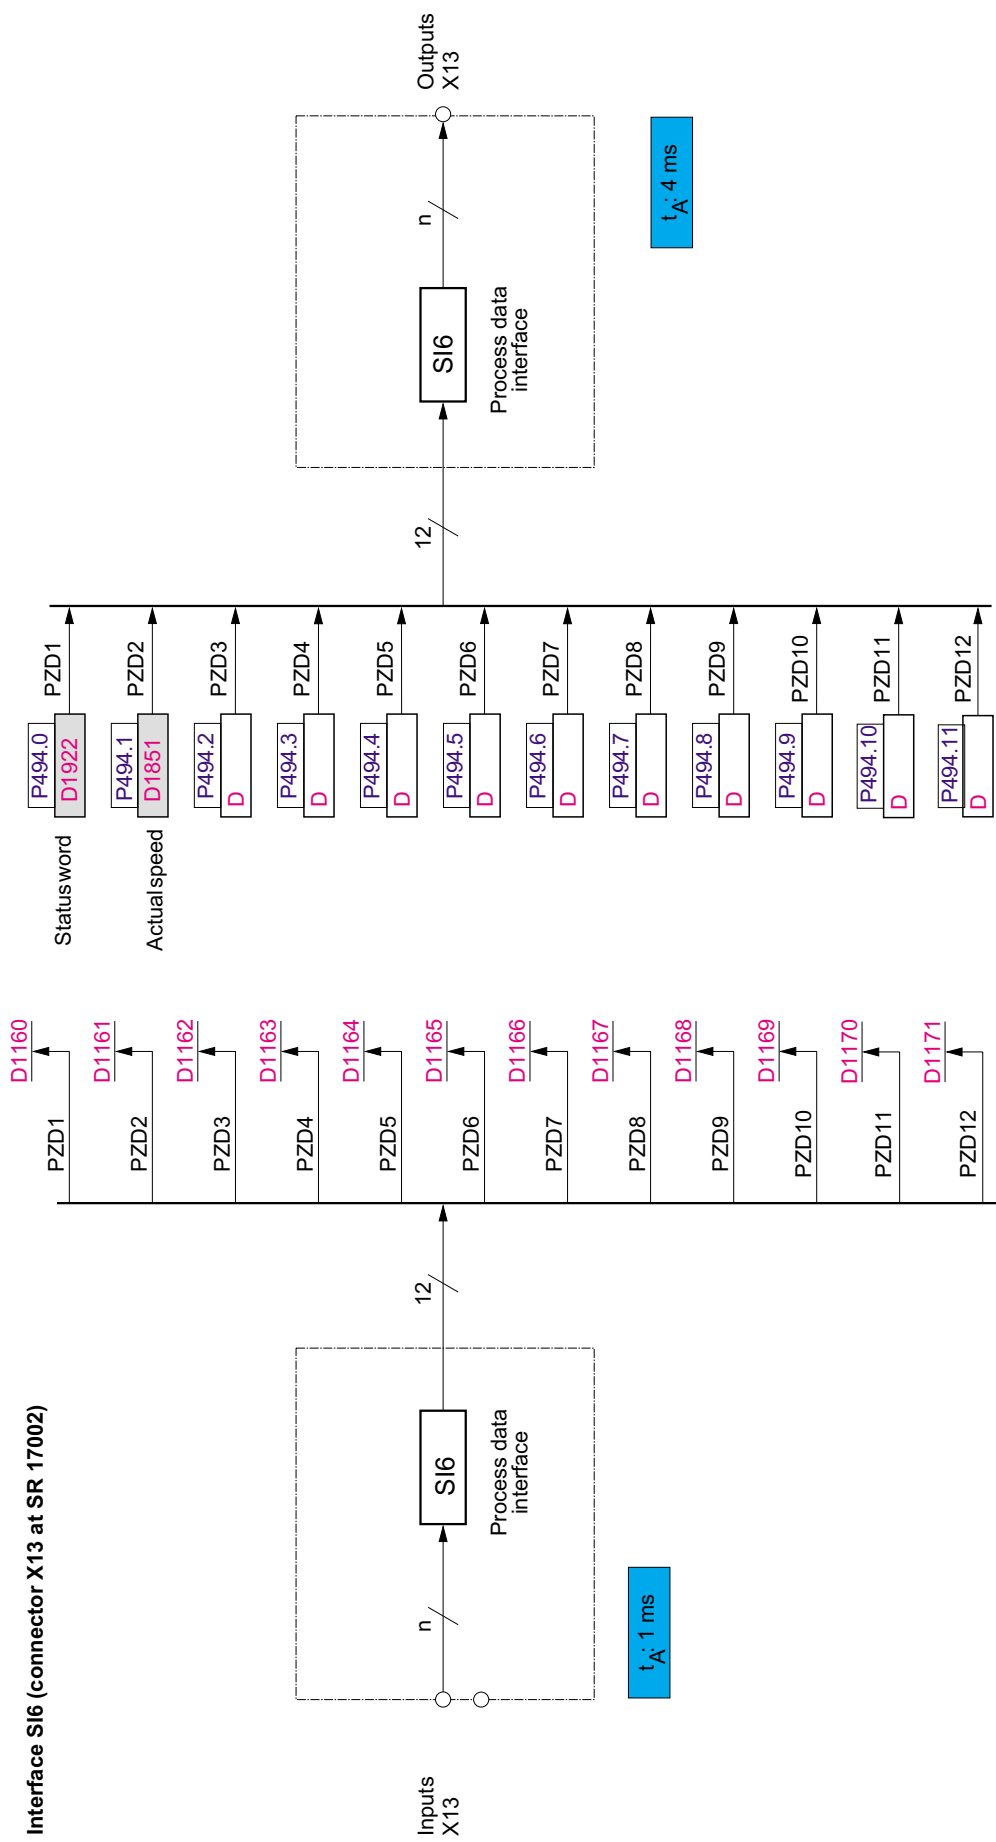 Interface SI6 (connector X13 at SR 17002)
Inputs
X13
n
SI6
Process data
interface
tA: 1 ms
12
PZD1
D1160
PZD2
D1161
PZD3
D1162
PZD4
D1163
PZD5
D1164
PZD6
D1165
PZD7
D1166
PZD8
D1167
PZD9
D1168
PZD10
D1169
PZD11
D1170
PZD12
D1171
Statusword
P494.0
D1922
PZD1
Actualspeed
P494.1
D1851
PZD2
P494.2
D
PZD3
P494.3
D
PZD4
P494.4
D
PZD5
P494.5
D
PZD6
P494.6
D
PZD7
P494.7
D
PZD8
P494.8
D
PZD9
P494.9
D
PZD10
P494.10
D
PZD11
P494.11
D
PZD12
12
SI6
Process data
interface
n
Outputs
X13
tA: 4 ms